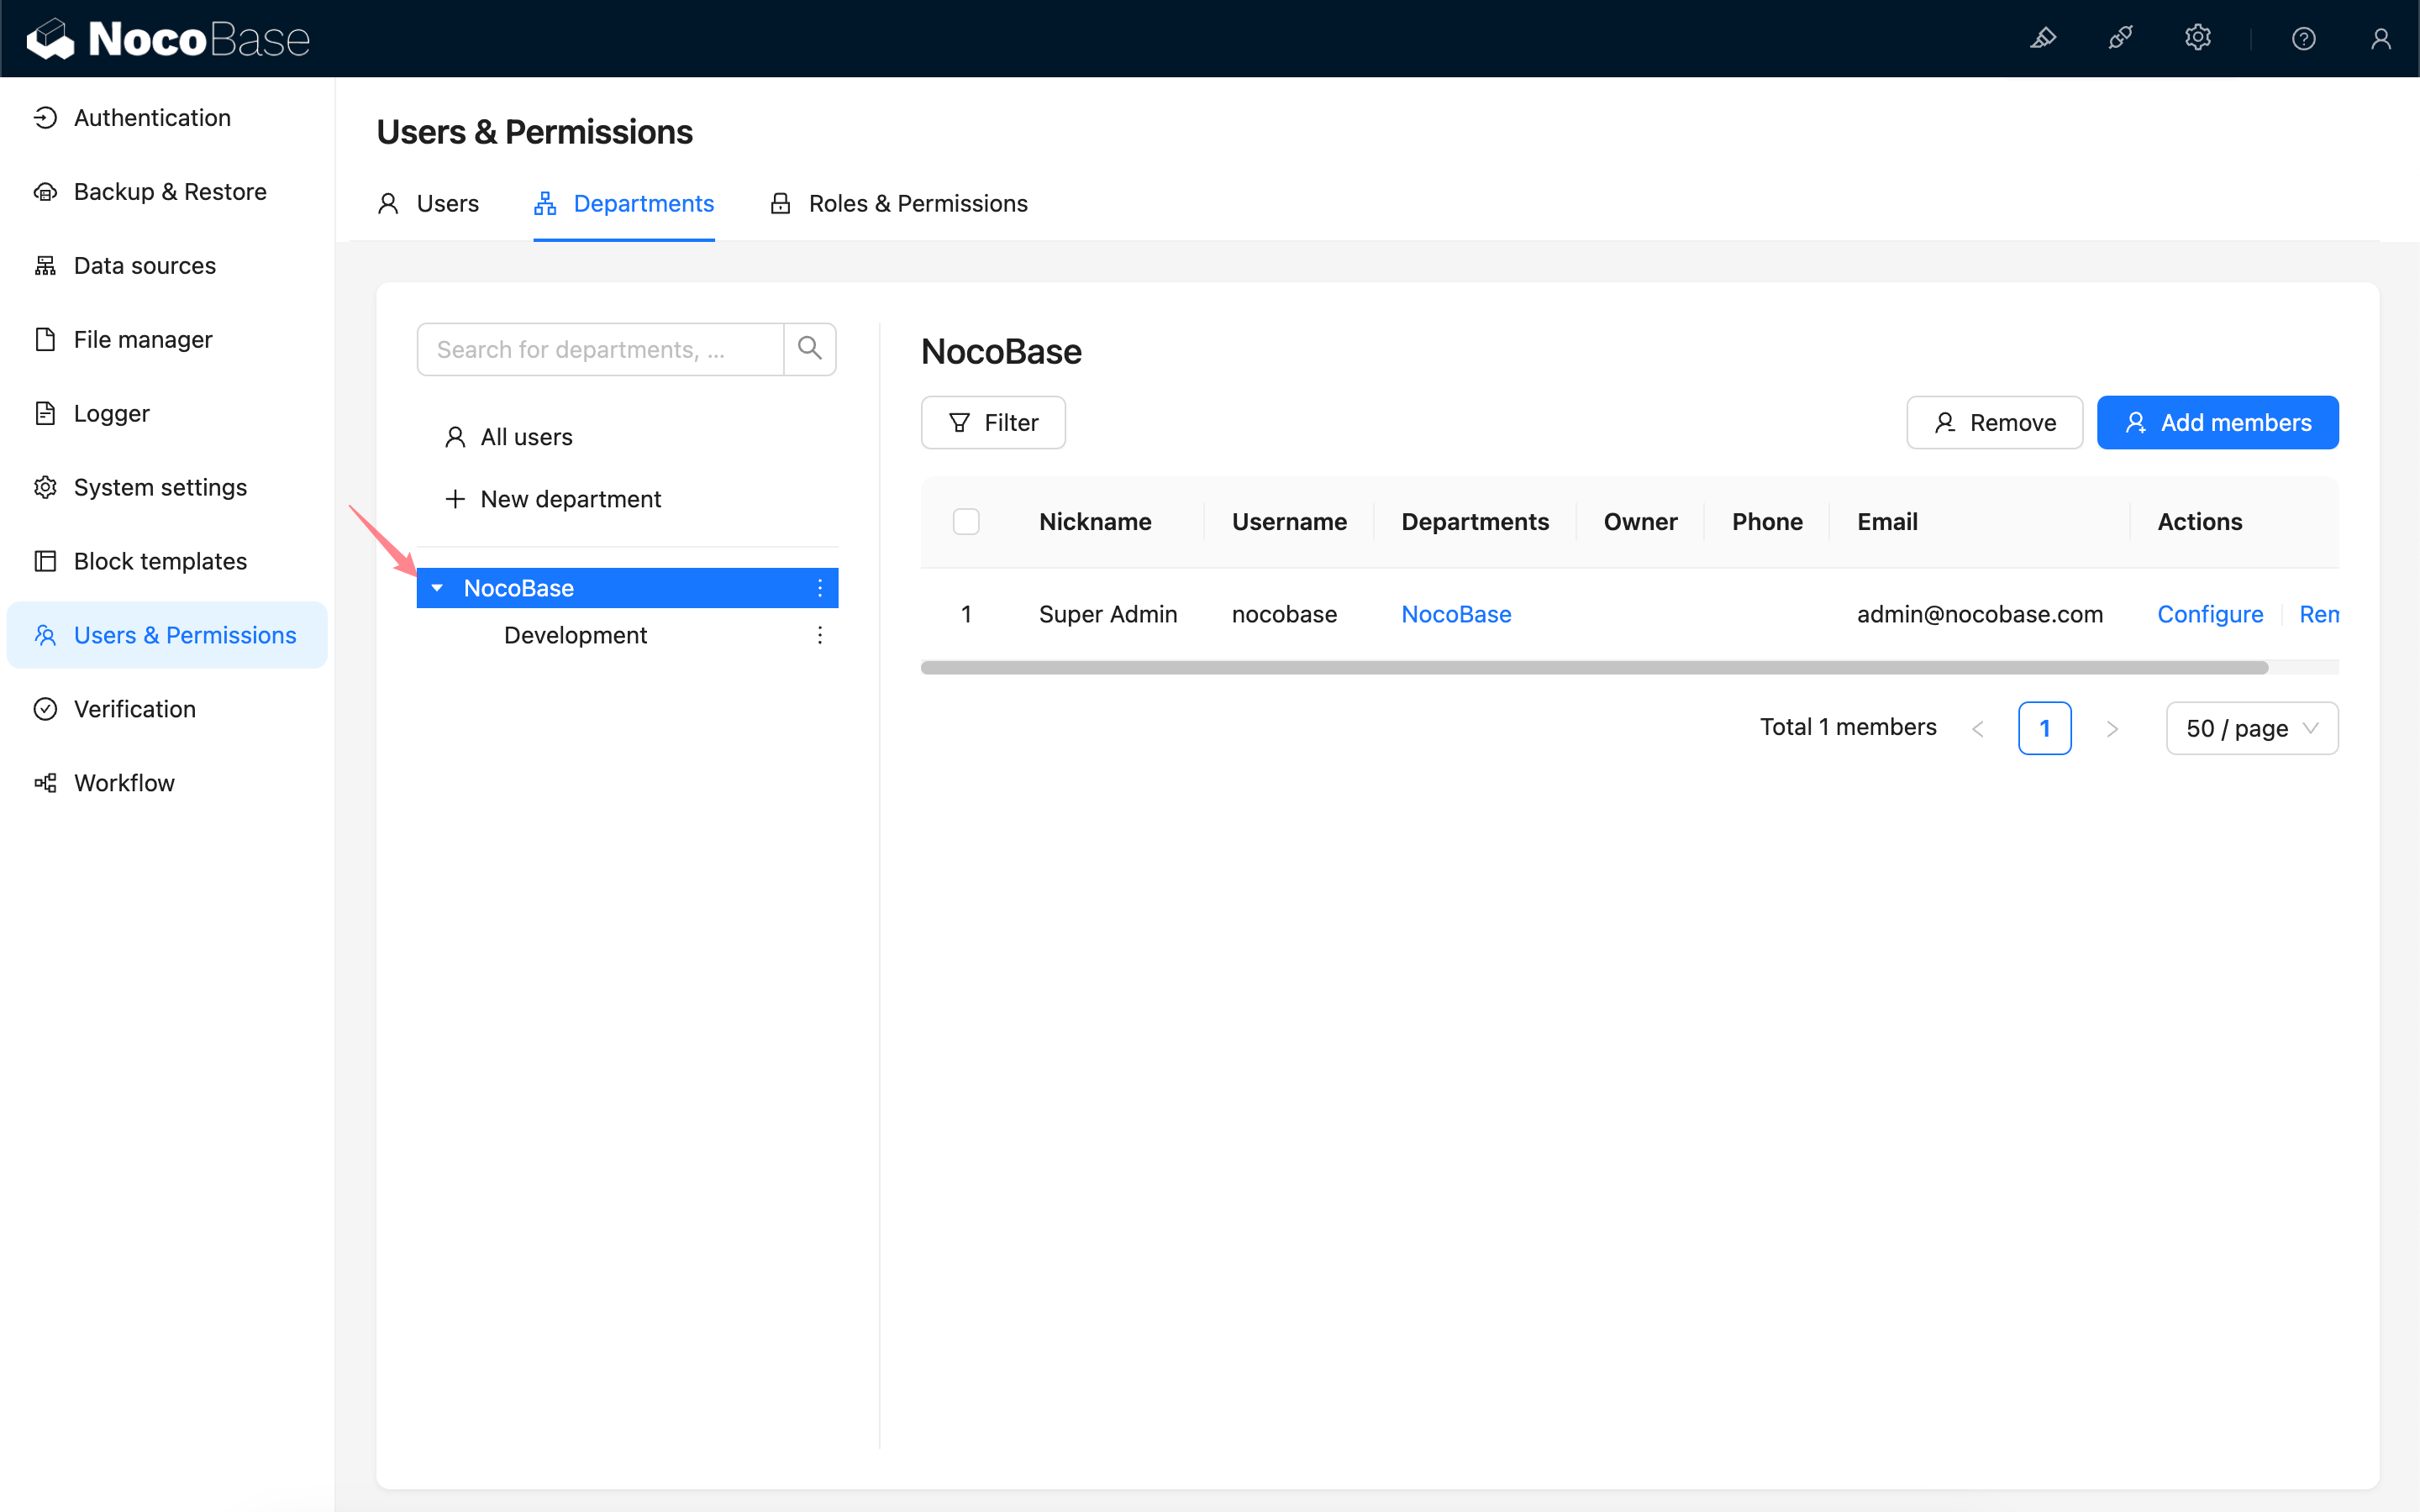 NocoBase
Authentication
Backup & Restore
Data sources
File manager
Logger
System settings
Block templates
Users & Permissions
Verification
Workflow
Users & Permissions
Users
Departments
Roles & Permissions
Search for departments, ...
All users
New department
NocoBase
Development
NocoBase
Filter
Remove
Add members
Nickname Username Departments Owner Phone Email Actions
1 Super Admin nocobase NocoBase admin@nocobase.com Configure Rem
Total 1 members
1
50 / page